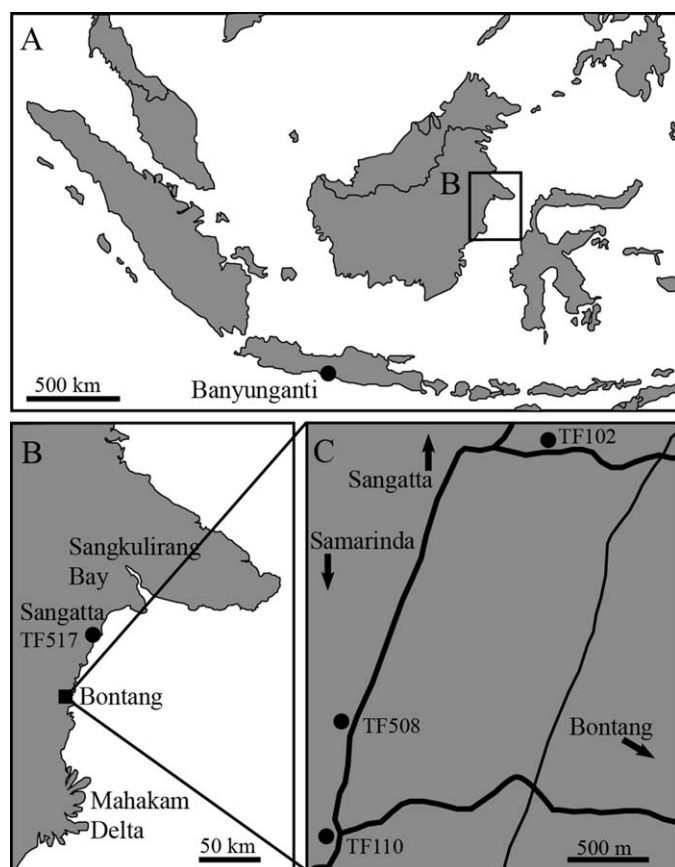 A
B
500 km
Banyunganti
B
Sangkulirang
Bay
Sangatta
TF517
Bontang
Mahakam
Delta
50 km
C
TF102
Sangatta
Samarinda
TF508
Bontang
TF110
500 m